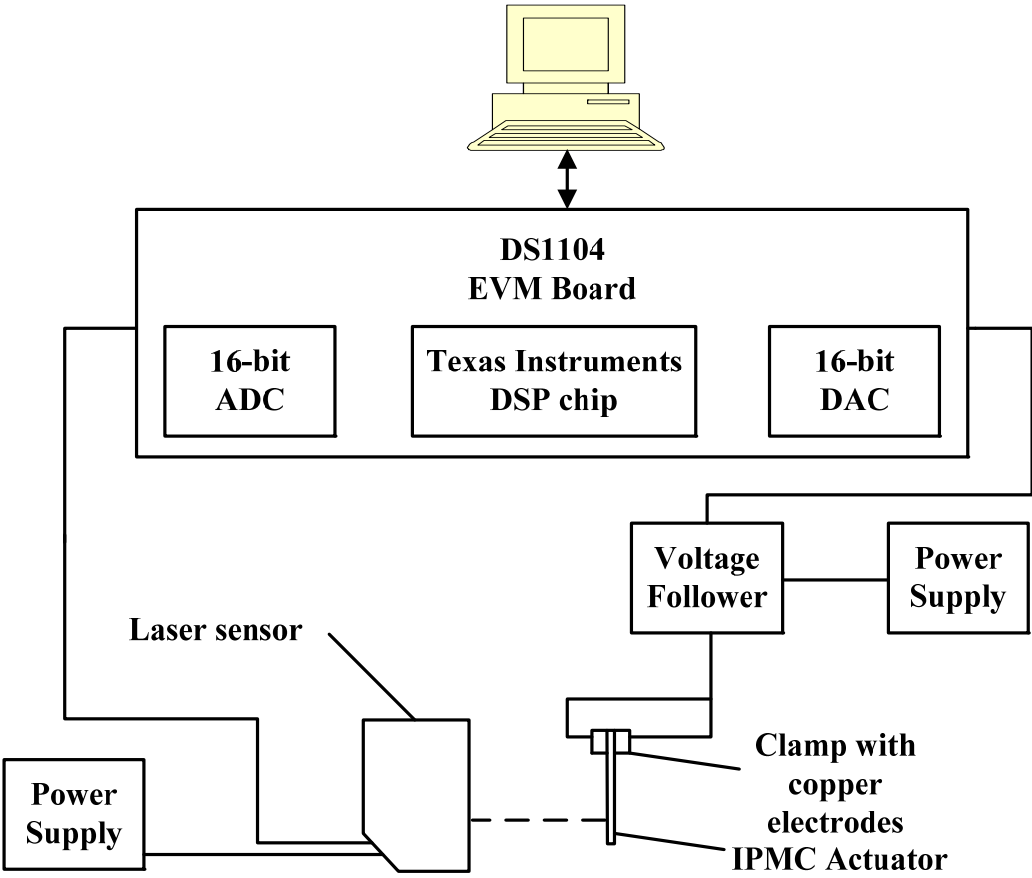 DS1104
EVM Board
16-bit
ADC
Texas Instruments
DSP chip
16-bit
DAC
Voltage
Follower
Power
Supply
Laser sensor
Clamp with
copper
electrodes
Power
Supply
IPMC Actuator